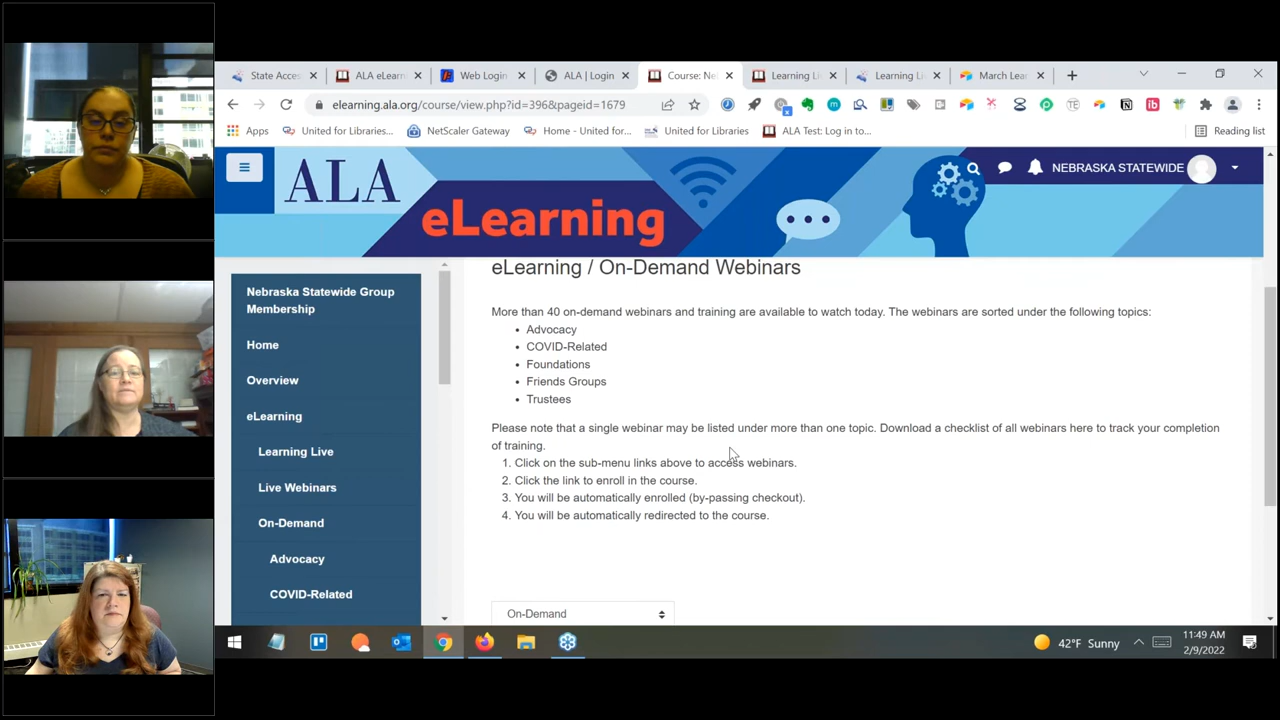 State Acces
ALA eLearn
Web Login
ALA | Login
Course: Ne
Learning Li
Learning Li
March Lea
elearning.ala.org/course/view.php?id=396&pageid=1679
Apps
United for Libraries...
NetScaler Gateway
Home - United for...
United for Libraries
ALA Test: Log in to...
Reading list
ALA
eLearning
NEBRASKA STATEWIDE
Nebraska Statewide Group
Membership
Home
Overview
eLearning
Learning Live
Live Webinars
On-Demand
Advocacy
COVID-Related
eLearning / On-Demand Webinars
More than 40 on-demand webinars and training are available to watch today. The webinars are sorted under the following topics:
• Advocacy
• COVID-Related
• Foundations
• Friends Groups
• Trustees
Please note that a single webinar may be listed under more than one topic. Download a checklist of all webinars here to track your completion
of training.
1. Click on the sub-menu links above to access webinars.
2. Click the link to enroll in the course.
3. You will be automatically enrolled (by-passing checkout).
4. You will be automatically redirected to the course.
On-Demand
42°F Sunny
11:49 AM
2/9/2022